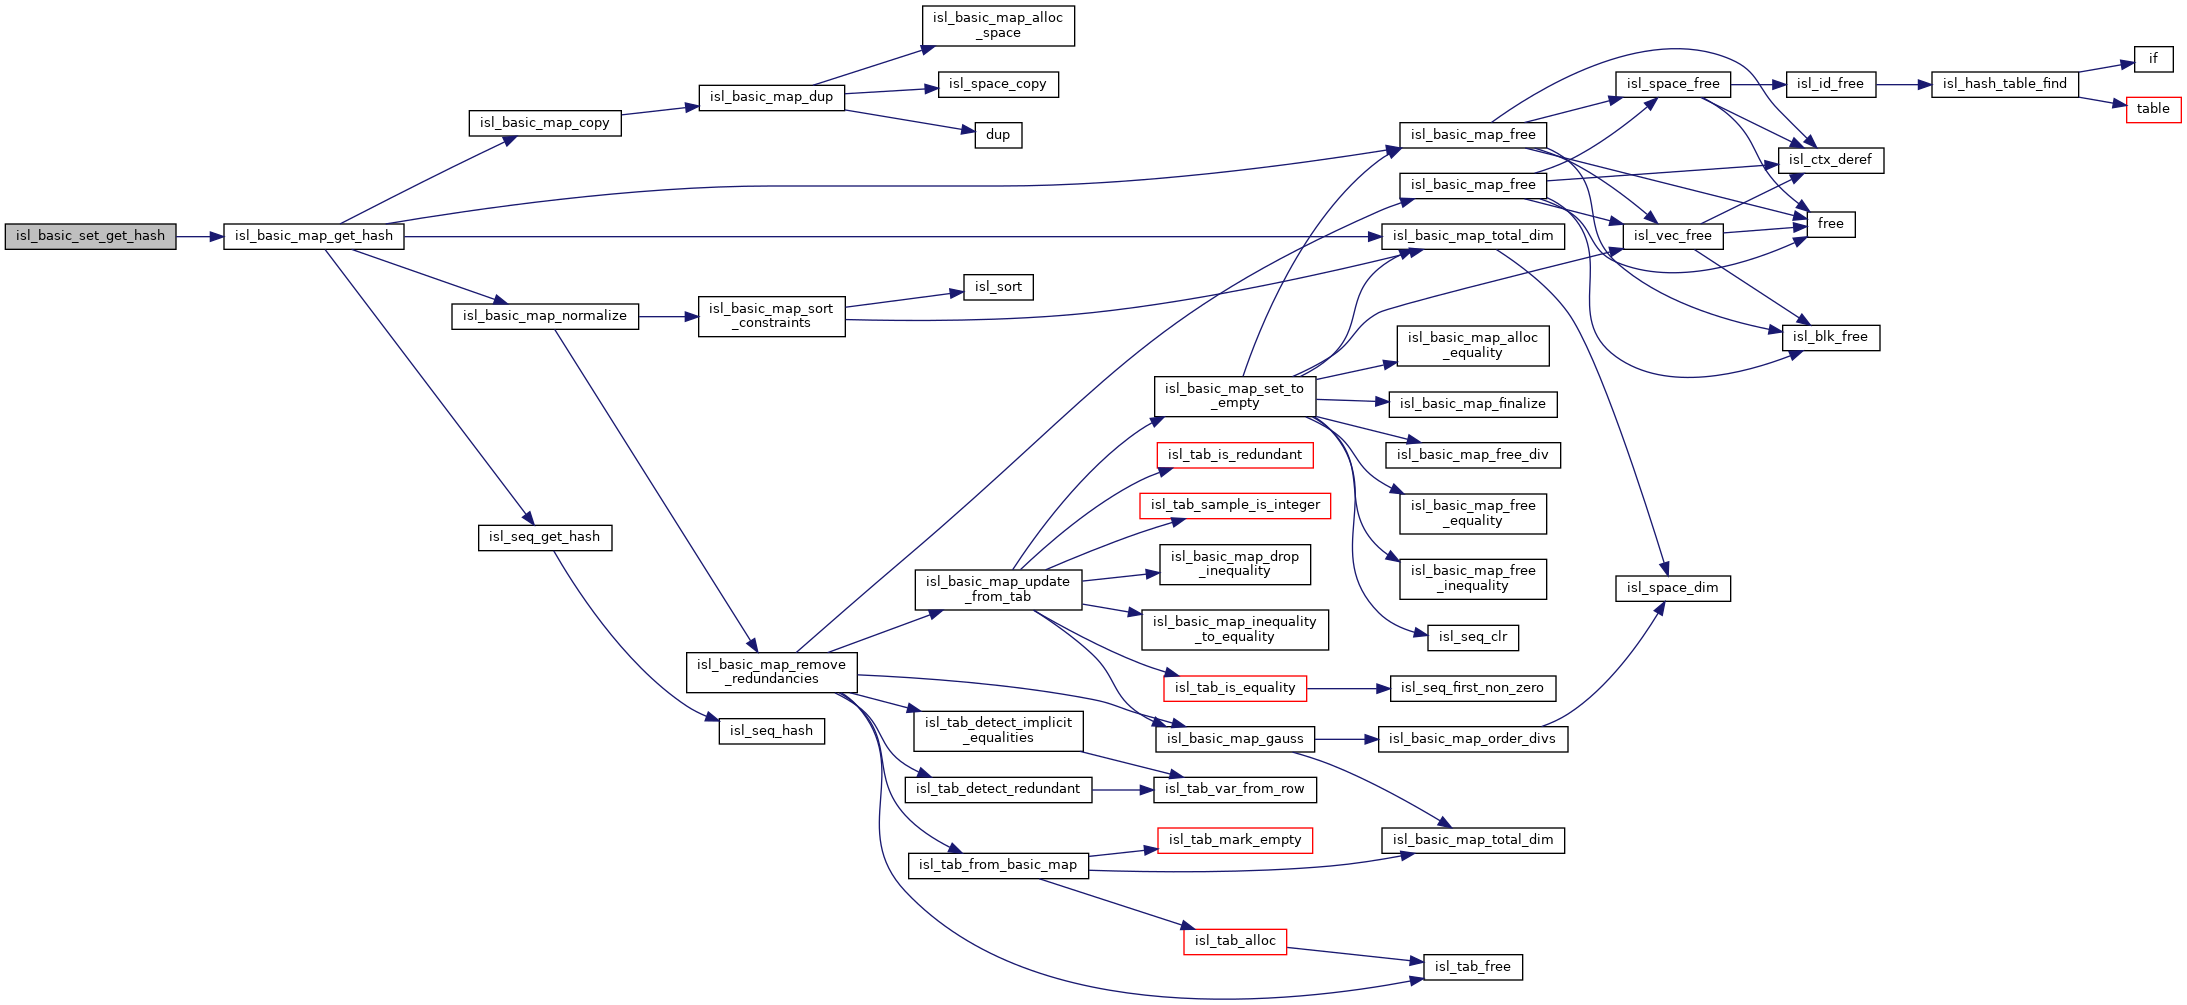 isl_basic_set_get_hash
isl_basic_map_get_hash
isl_basic_map_copy
isl_basic_map_normalize
isl_seq_get_hash
isl_basic_map_dup
isl_basic_map_sort
_constraints
isl_basic_map_remove
_redundancies
isl_seq_hash
isl_basic_map_alloc
_space
isl_space_copy
dup
isl_sort
isl_basic_map_update
_from_tab
isl_tab_detect_implicit
_equalities
isl_tab_detect_redundant
isl_tab_from_basic_map
isl_basic_map_set_to
_empty
isl_tab_is_redundant
isl_tab_sample_is_integer
isl_basic_map_drop
_inequality
isl_basic_map_inequality
_to_equality
isl_tab_is_equality
isl_basic_map_gauss
isl_tab_var_from_row
isl_tab_mark_empty
isl_tab_alloc
isl_basic_map_free
isl_basic_map_free
isl_basic_map_total_dim
isl_basic_map_alloc
_equality
isl_basic_map_finalize
isl_basic_map_free_div
isl_basic_map_free
_equality
isl_basic_map_free
_inequality
isl_seq_clr
isl_seq_first_non_zero
isl_basic_map_order_divs
isl_basic_map_total_dim
isl_tab_free
isl_space_free
isl_vec_free
isl_space_dim
isl_id_free
isl_ctx_deref
free
isl_blk_free
isl_hash_table_find
if
table